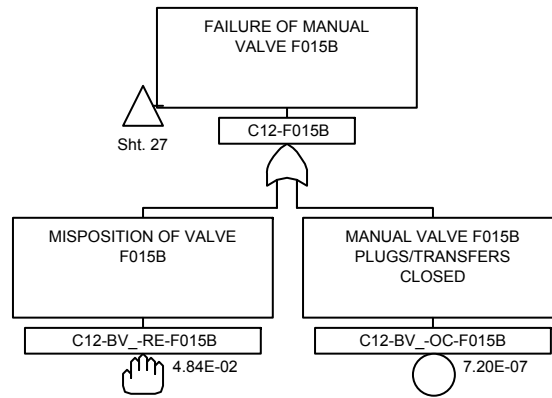 FAILURE OF MANUAL
VALVE F015B
Sht. 27
C12-F015B
MISPOSITION OF VALVE
F015B
C12-BV_-RE-F015B
4.84E-02
MANUAL VALVE F015B
PLUGS/TRANSFERS
CLOSED
C12-BV_-OC-F015B
7.20E-07